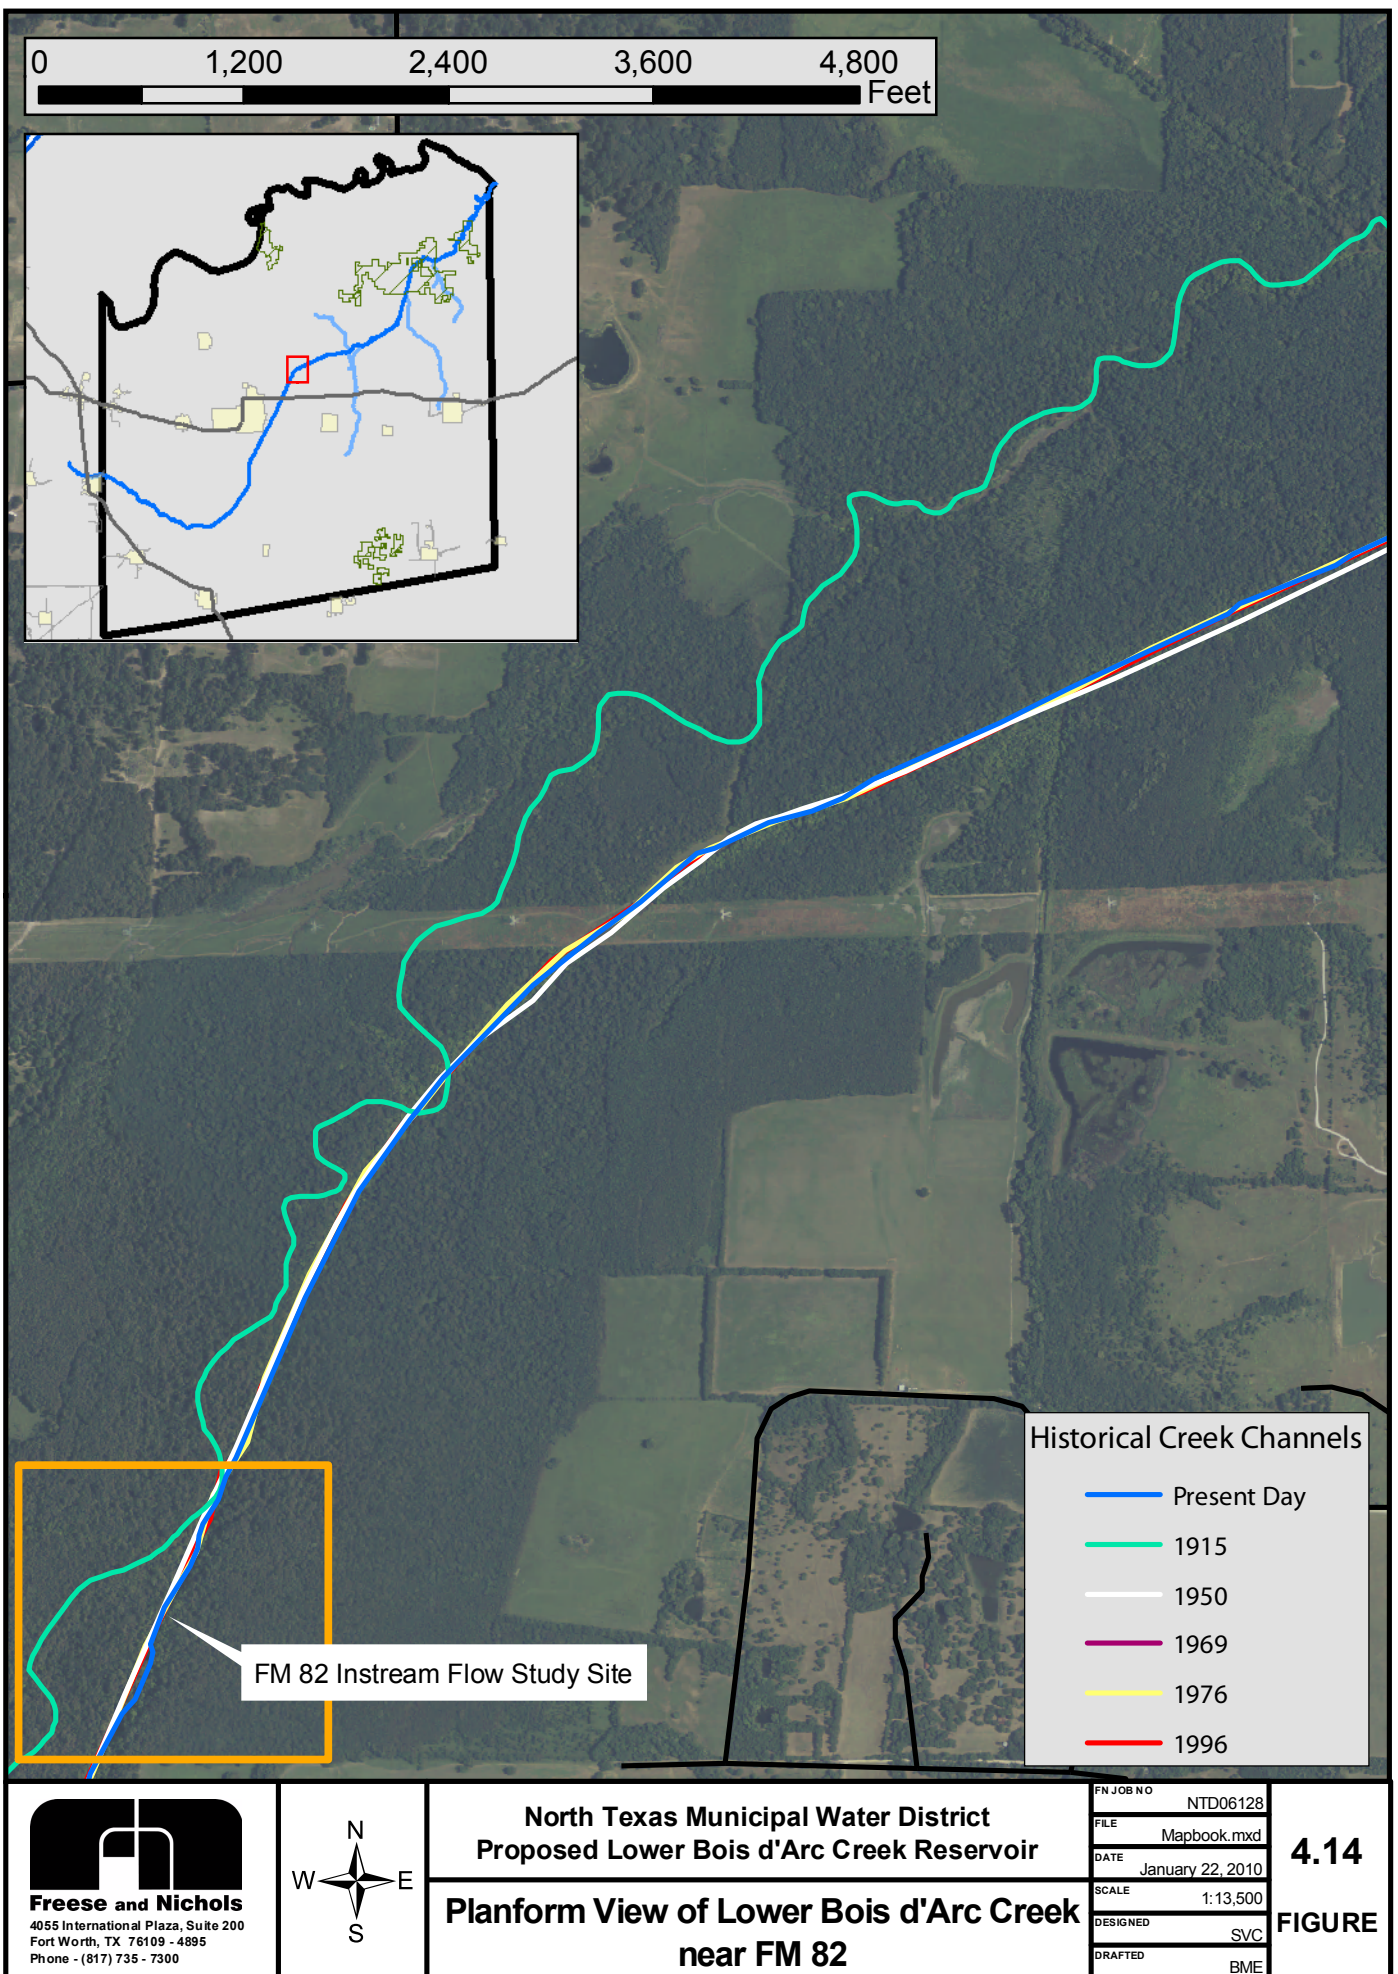 0 1,200 2,400 3,600 4,800
Feet
Historical Creek Channels
Present Day
1915
1950
1969
1976
1996
FM 82 Instream Flow Study Site
Freese and Nichols
4055 International Plaza, Suite 200
Fort Worth, TX 76109 - 4895
Phone - (817) 735 - 7300
N
W E
S
North Texas Municipal Water District
Proposed Lower Bois d'Arc Creek Reservoir
Planform View of Lower Bois d'Arc Creek
near FM 82
FN JOB NO
NTD06128
FILE
Mapbook.mxd
DATE
January 22, 2010
SCALE
1:13,500
DESIGNED
SVC
DRAFTED
BME
4.14
FIGURE